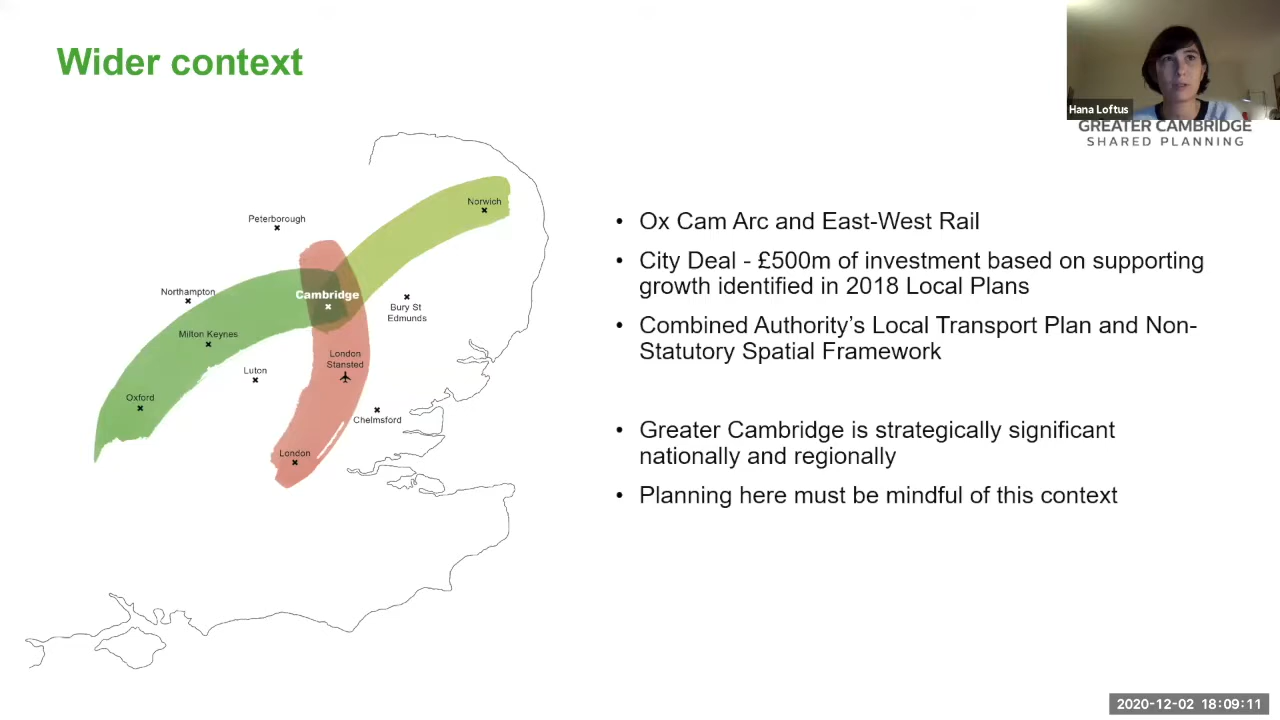 Wider context
Hana Loftus
GREATER CAMBRIDGE
SHARED PLANNING
Norwich
Peterborough
Northampton
Cambridge
Bury St
Edmunds
Milton Keynes
London
Stansted
Luton
Oxford
Chelmsford
London
• Ox Cam Arc and East-West Rail
• City Deal - £500m of investment based on supporting
growth identified in 2018 Local Plans
• Combined Authority's Local Transport Plan and Non-
Statutory Spatial Framework
• Greater Cambridge is strategically significant
nationally and regionally
• Planning here must be mindful of this context
2020-12-02 18:09:11